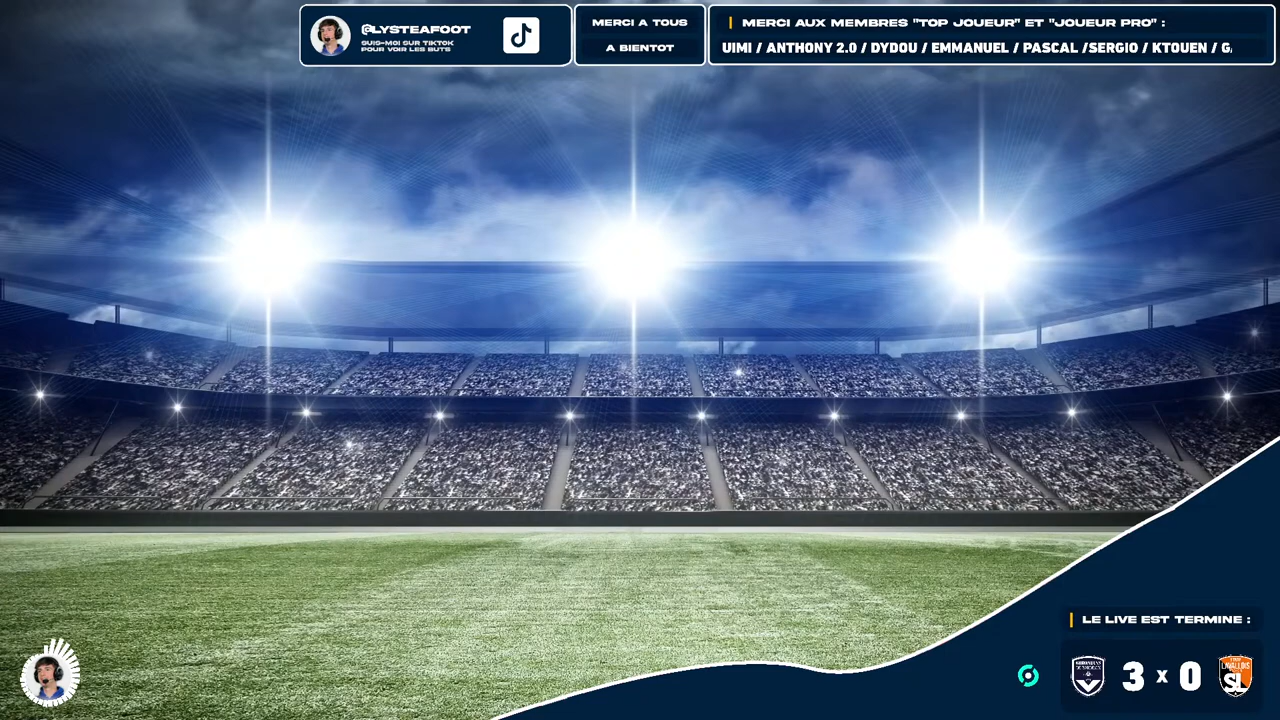 @LYSTEAFOOT
SUIS-MOI SUR TIKTOK
POUR VOIR LES BUTS
MERCI A TOUS
A BIENTOT
MERCI AUX MEMBRES "TOP JOUEUR" ET "JOUEUR PRO" :
UIMI / ANTHONY 2.0 / DYDOU / EMMANUEL / PASCAL /SERGIO / KTOUEN / G
LE LIVE EST TERMINE :
3 x 0
SL